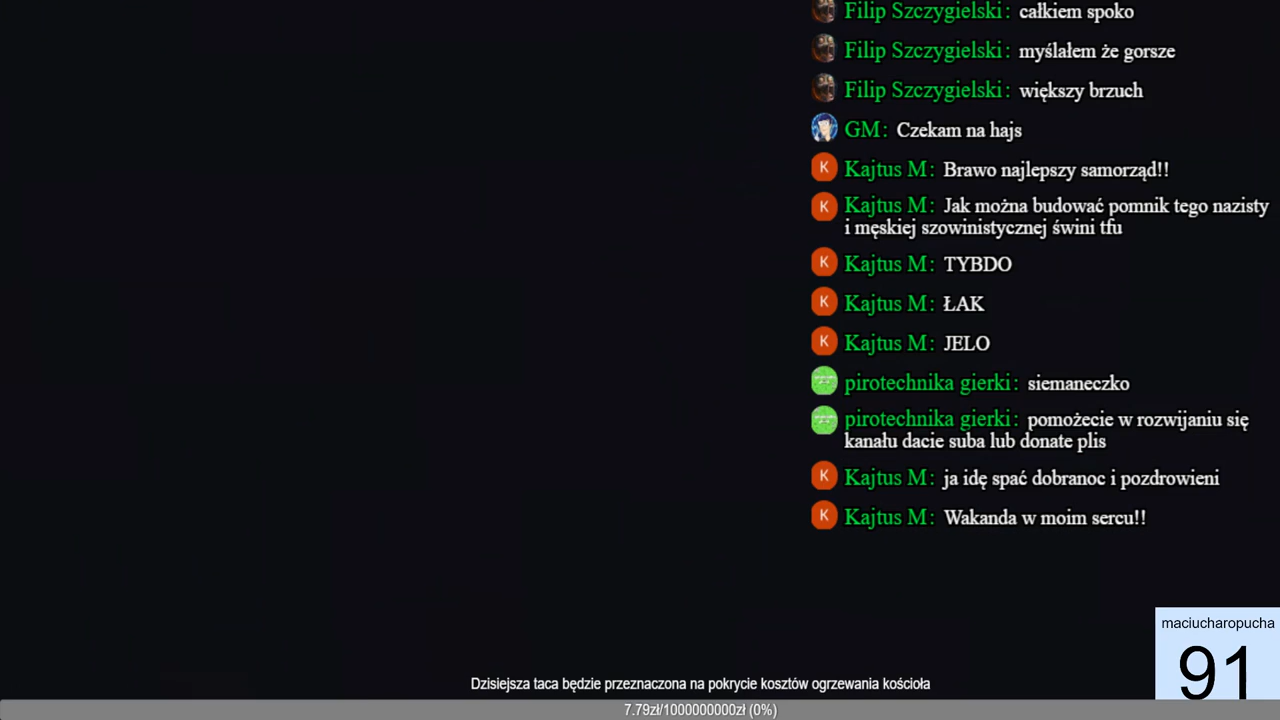 Filip Szczygielski: całkiem spoko
Filip Szczygielski: myślałem że gorsze
Filip Szczygielski: większy brzuch
GM: Czekam na hajs
K Kajtus M: Brawo najlepszy samorząd!!
K Kajtus M: Jak można budować pomnik tego nazisty
i męskiej szowinistycznej świni tfu
K Kajtus M: TYBDO
K Kajtus M: ŁAK
K Kajtus M: JELO
pirotechnika gierki: siemaneczko
pirotechnika gierki: pomożecie w rozwijaniu się
kanału dacie suba lub donate plis
K Kajtus M: ja idę spać dobranoc i pozdrowieni
K Kajtus M: Wakanda w moim sercu!!
maciucharopucha
91
Dzisiejsza taca będzie przeznaczona na pokrycie kosztów ogrzewania kościoła
7.79zł/1000000000zł (0%)